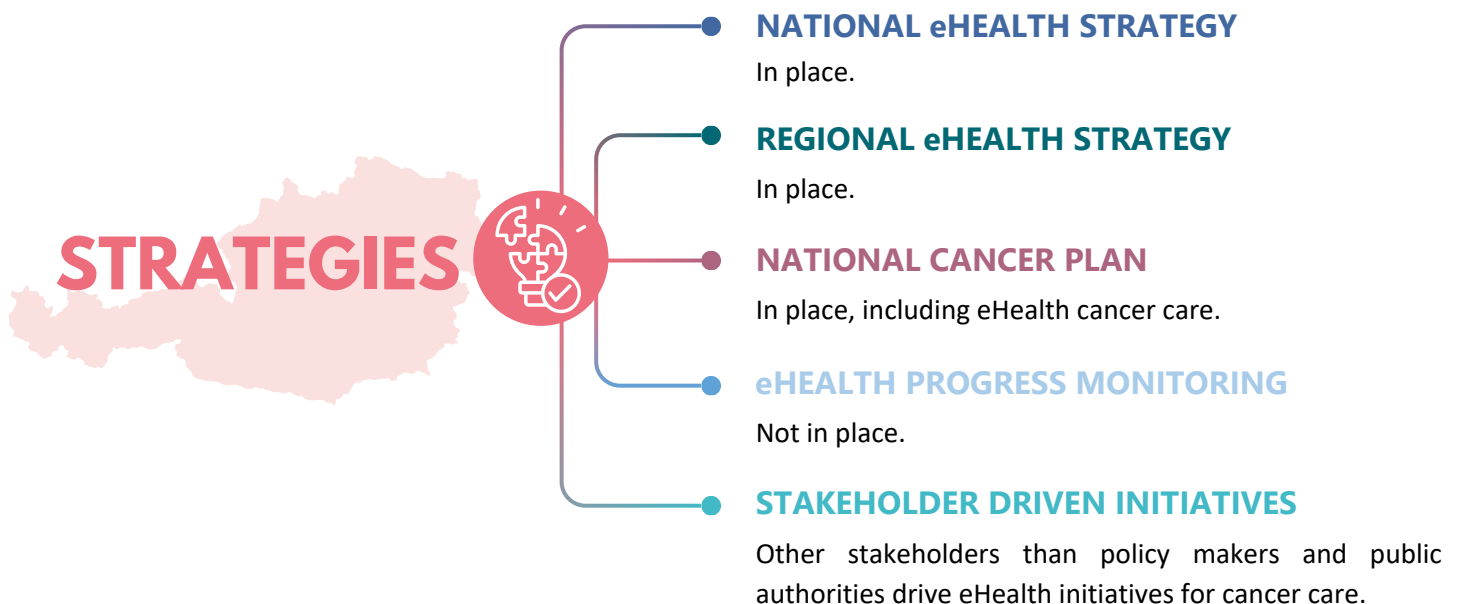 STRATEGIES
NATIONAL eHEALTH STRATEGY
In place.
REGIONAL eHEALTH STRATEGY
In place.
NATIONAL CANCER PLAN
In place, including eHealth cancer care.
eHEALTH PROGRESS MONITORING
Not in place.
STAKEHOLDER DRIVEN INITIATIVES
Other stakeholders than policy makers and public
authorities drive eHealth initiatives for cancer care.